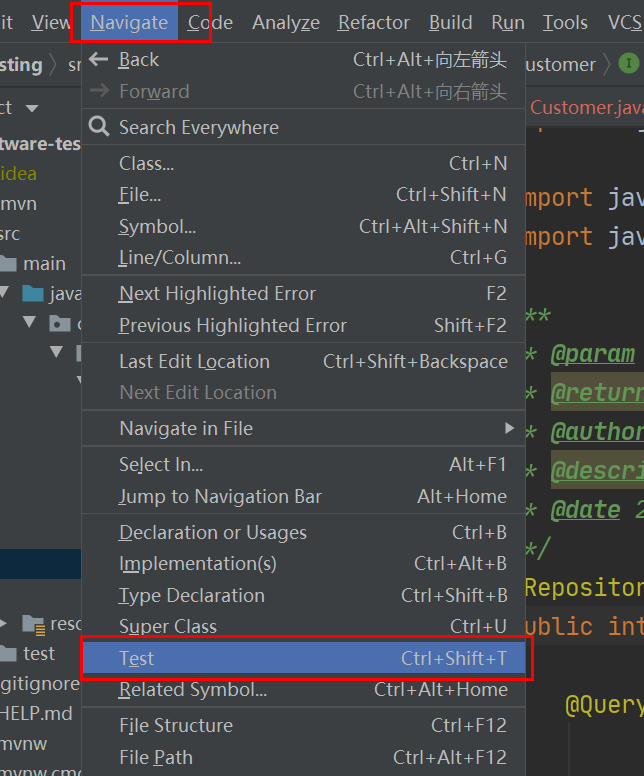 it View Navigate Code Analyze Refactor Build Run Tools VCS
sting sr ustomer I
Back Ctrl+Alt+向左箭头
ct
Forward Ctrl+Alt+向右箭头
Customer.java
Search Everywhere
tware-tes
Class... Ctrl+N
idea
File... Ctrl+Shift+N
mport jav
mvn
Symbol... Ctrl+Alt+Shift+N
src
mport jav
Line/Column... Ctrl+G
main
Next Highlighted Error F2
java
**
Previous Highlighted Error Shift+F2
c
* @param
Last Edit Location Ctrl+Shift+Backspace
Next Edit Location
* @return
Navigate in File
* @author
Select In... Alt+F1
* @descri
Jump to Navigation Bar Alt+Home
* @date 2
Declaration or Usages Ctrl+B
*/
Implementation(s) Ctrl+Alt+B
Type Declaration Ctrl+Shift+B
Repositor
Super Class Ctrl+U
reso
ublic int
Test Ctrl+Shift+T
test
Related Symbol... Ctrl+Alt+Home
gitignore
@Query
HELP.md
File Structure Ctrl+F12
mvnw
File Path Ctrl+Alt+F12
mvnw.cmd